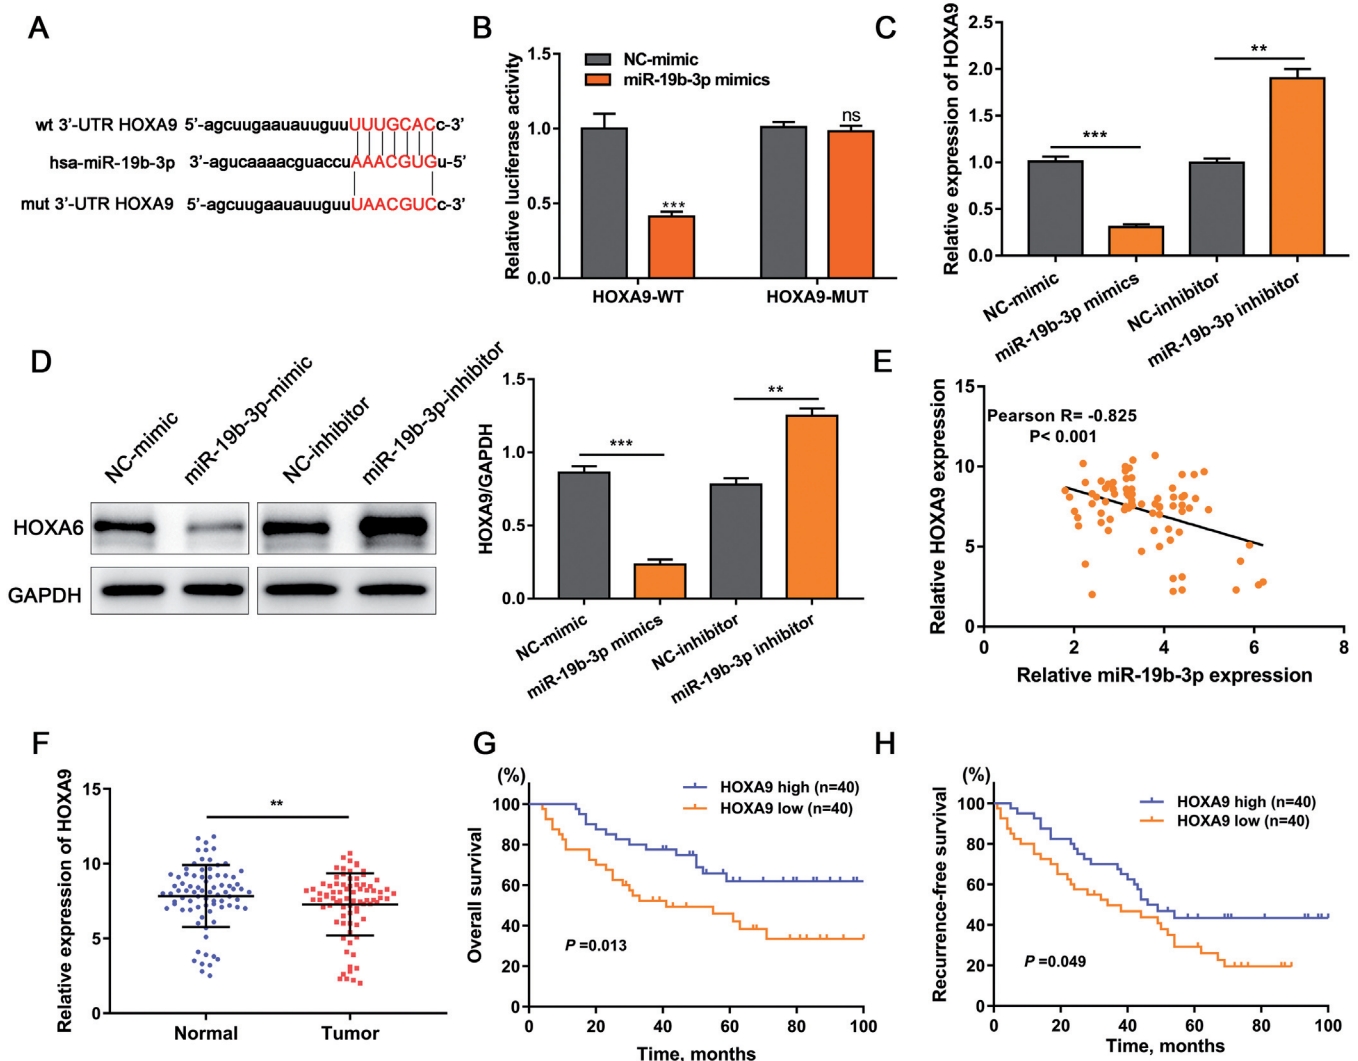 A
wt 3’-UTR HOXA9 5’-agcuugaauauuguuUUUGCACc-3’
hsa-miR-19b-3p 3’-agucaaaacguaccuAAACGUGu-5’
mut 3’-UTR HOXA9 5’-agcuugaauauuguuUAACGUCc-3’
B
Relative luciferase activity
1.5
1.0
0.5
0.0
NC-mimic
miR-19b-3p mimics
***
ns
HOXA9-WT
HOXA9-MUT
C
Relative expression of HOXA9
2.5
2.0
1.5
1.0
0.5
0.0
***
**
NC-mimic
miR-19b-3p mimics
NC-inhibitor
miR-19b-3p inhibitor
D
NC-mimic
miR-19b-3p-mimic
NC-inhibitor
miR-19b-3p-inhibitor
HOXA6
GAPDH
HOXA9/GAPDH
1.5
1.0
0.5
0.0
***
**
NC-mimic
miR-19b-3p mimics
NC-inhibitor
miR-19b-3p inhibitor
E
Relative HOXA9 expression
15
10
5
0
Pearson R= -0.825
P< 0.001
0 2 4 6 8
Relative miR-19b-3p expression
F
Relative expression of HOXA9
15
10
5
0
**
Normal
Tumor
G
(%)
Overall survival
100
80
60
40
20
0
HOXA9 high (n=40)
HOXA9 low (n=40)
P =0.013
0 20 40 60 80 100
Time, months
H
(%)
Recurrence-free survival
100
80
60
40
20
0
HOXA9 high (n=40)
HOXA9 low (n=40)
P =0.049
0 20 40 60 80 100
Time, months